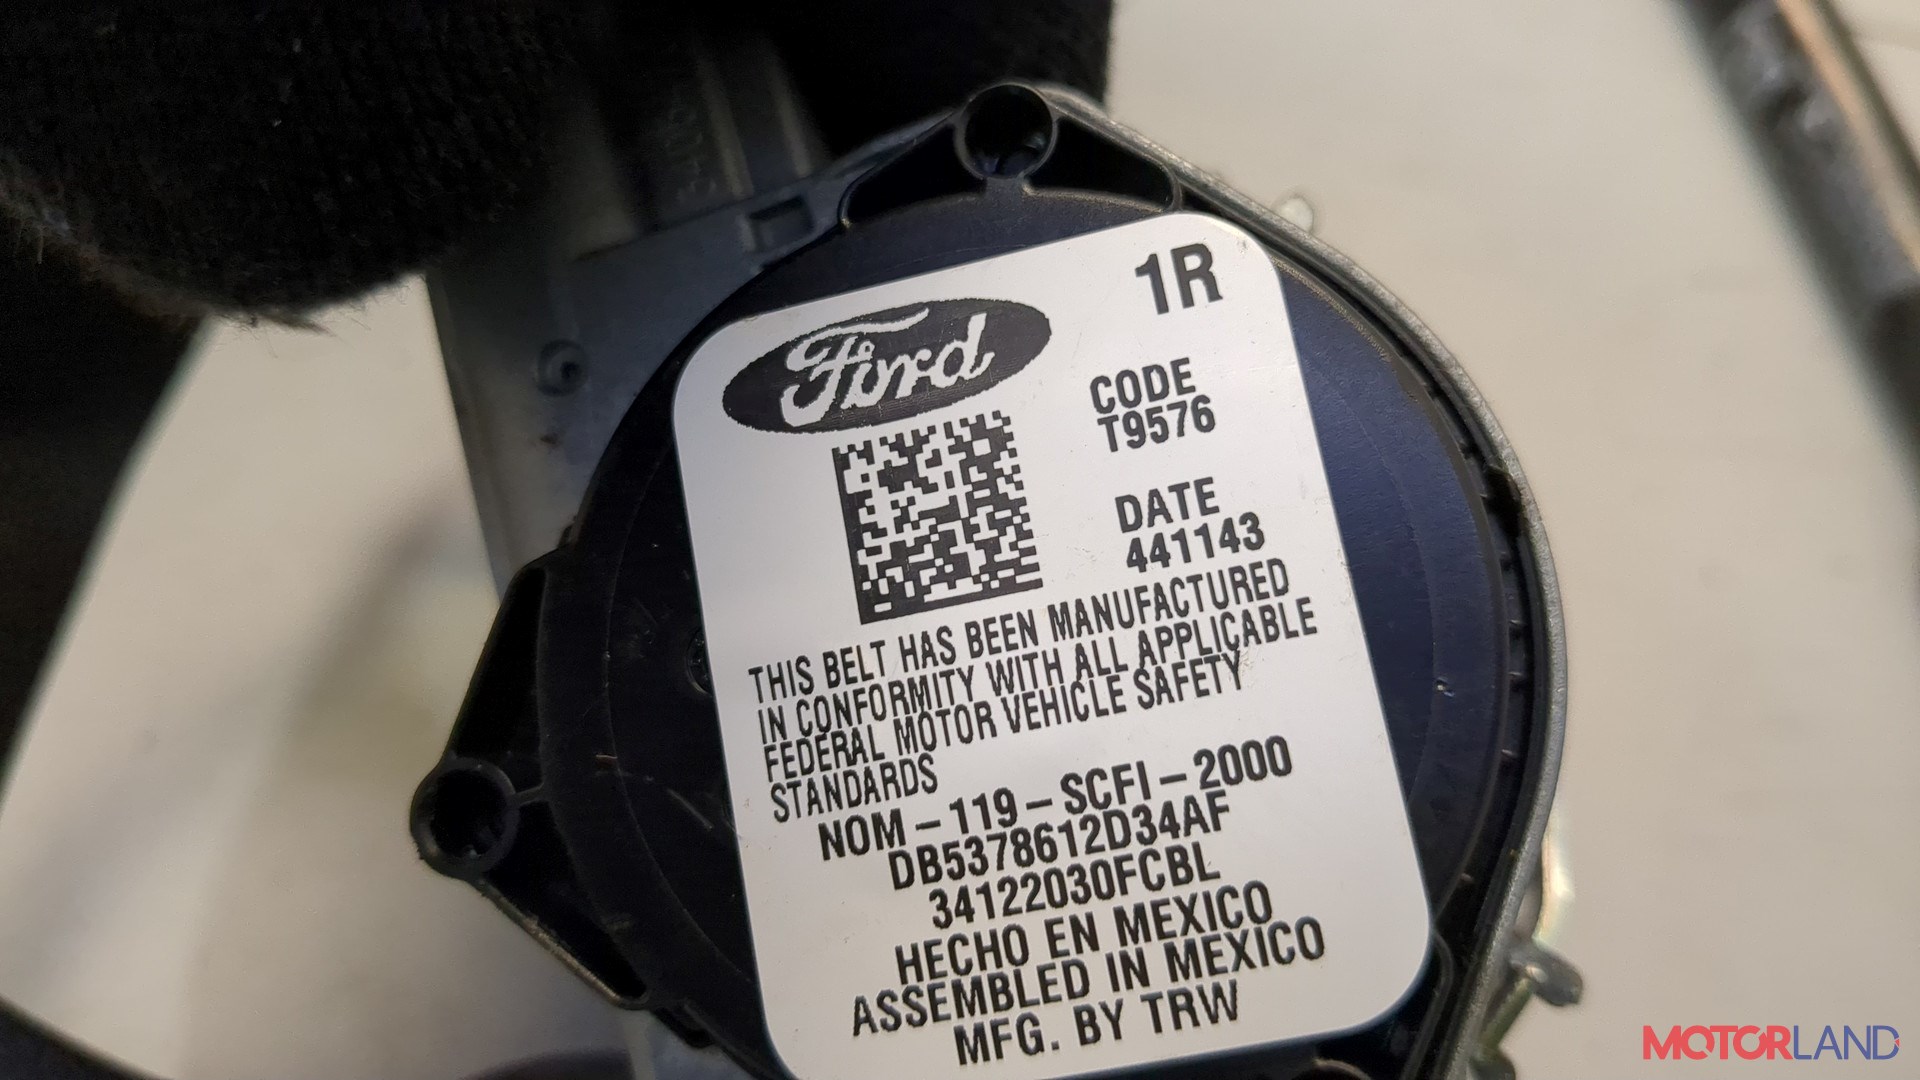 1R
Ford
CODE
T9576
DATE
441143
THIS BELT HAS BEEN MANUFACTURED
IN CONFORMITY WITH ALL APPLICABLE
FEDERAL MOTOR VEHICLE SAFETY
STANDARDS
NOM-119-SCFI-2000
DB5378612D34AF
34122030FCBL
HECHO EN MEXICO
ASSEMBLED IN MEXICO
MFG. BY TRW
MOTORLAND